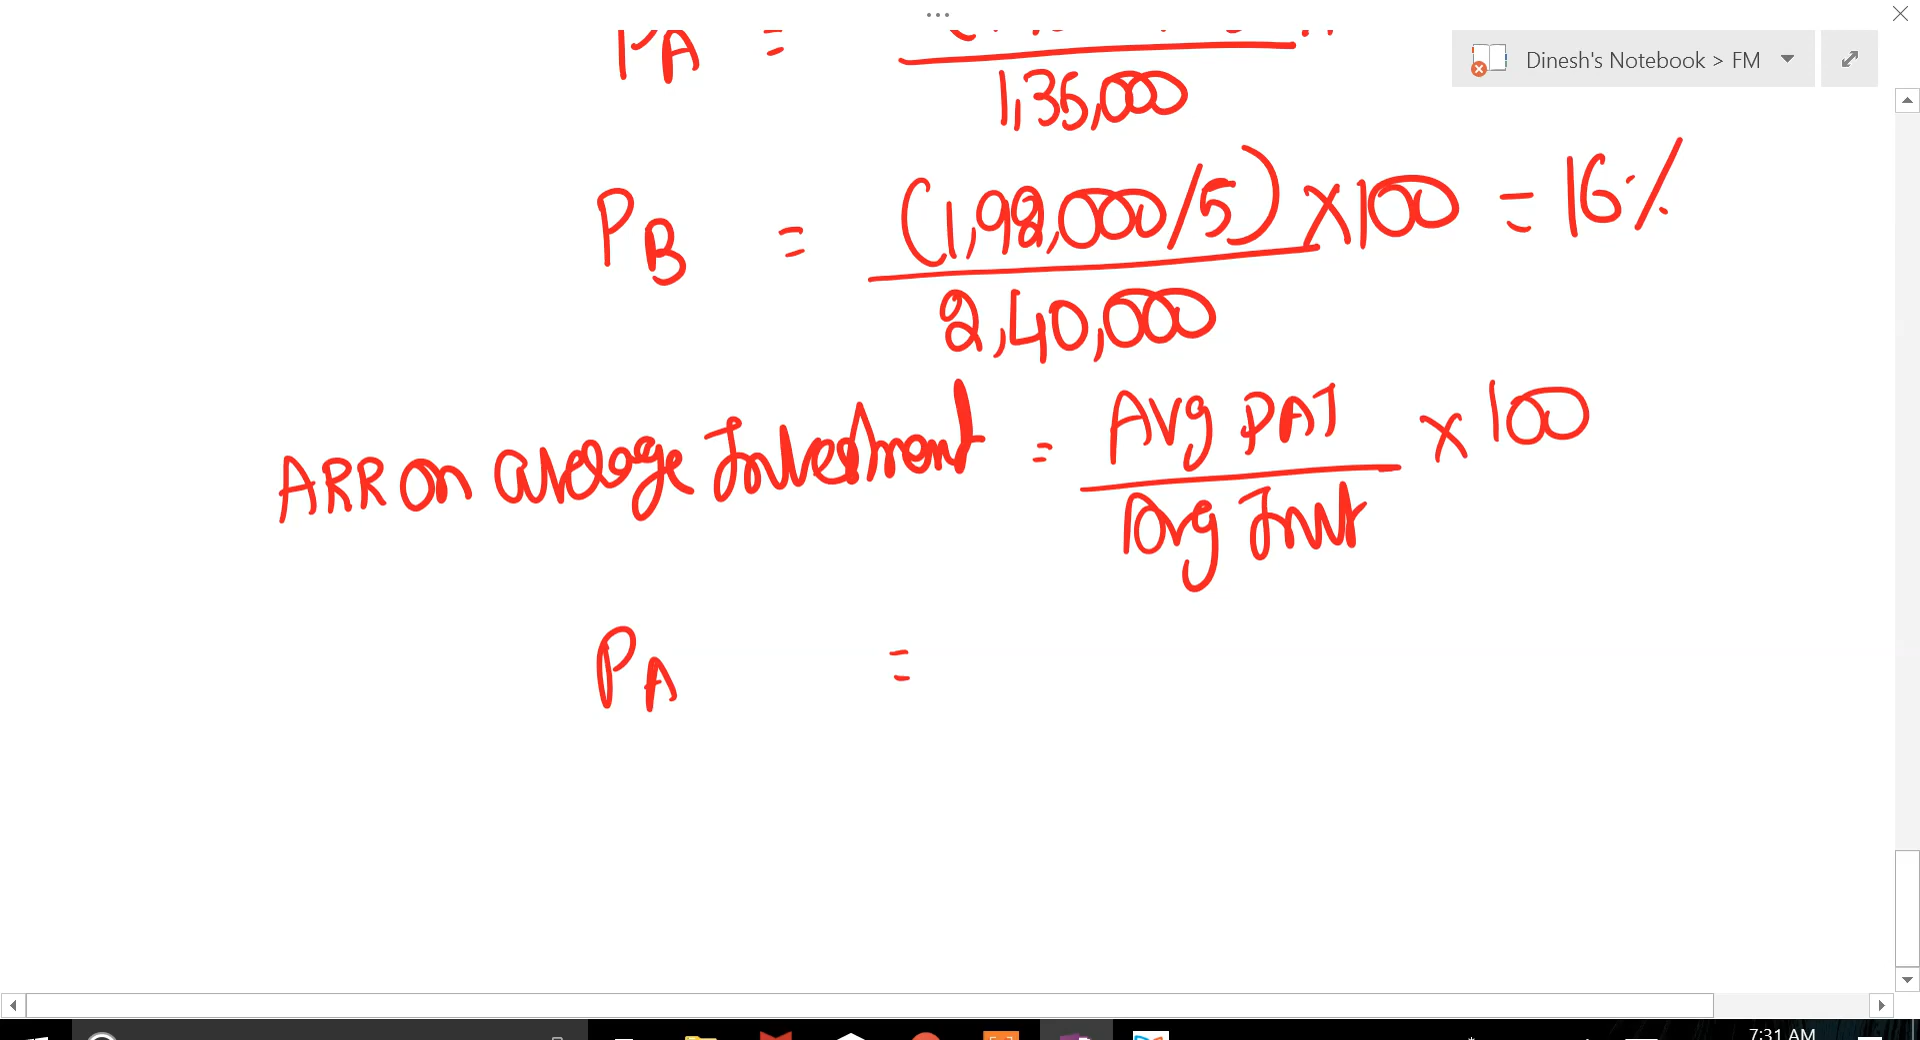 ...
Dinesh's Notebook > FM
PA =
1,35,000
PB = (1,98,000/5) x100 = 16%
2,40,000
ARR on average Investment = Avg PAT x 100
Avg Invt
PA =
7:31 AM